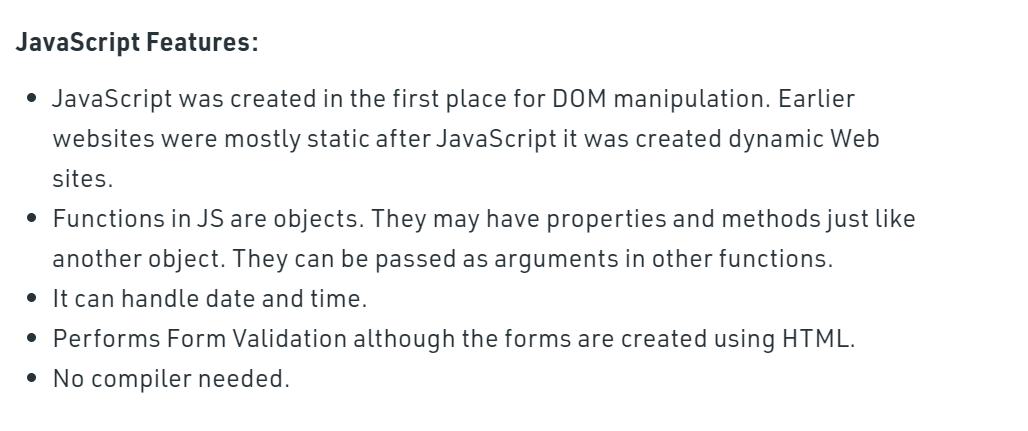 JavaScript Features:
• JavaScript was created in the first place for DOM manipulation. Earlier
websites were mostly static after JavaScript it was created dynamic Web
sites.
• Functions in JS are objects. They may have properties and methods just like
another object. They can be passed as arguments in other functions.
• It can handle date and time.
• Performs Form Validation although the forms are created using HTML.
• No compiler needed.